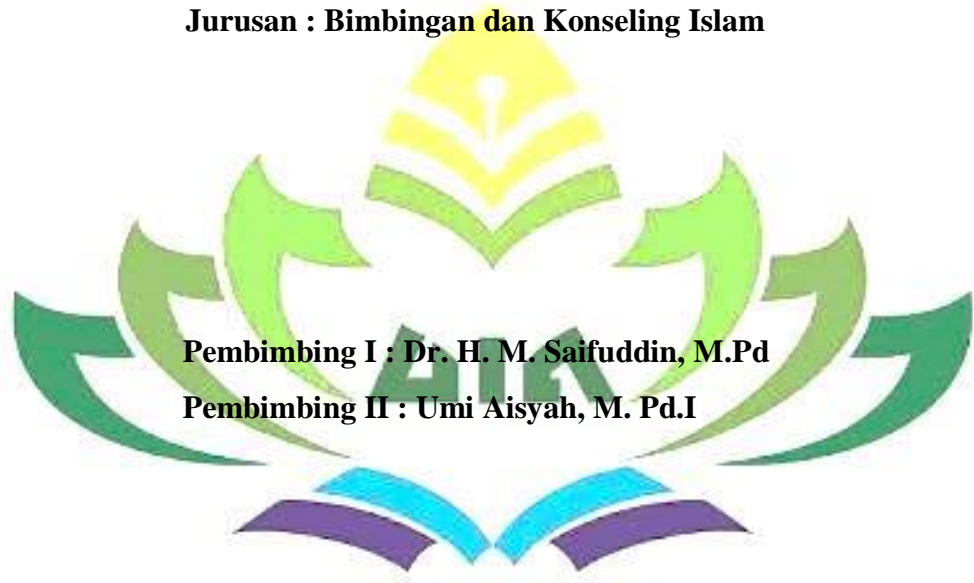 Jurusan : Bimbingan dan Konseling Islam
Pembimbing I : Dr. H. M. Saifuddin, M.Pd
Pembimbing II : Umi Aisyah, M. Pd.I